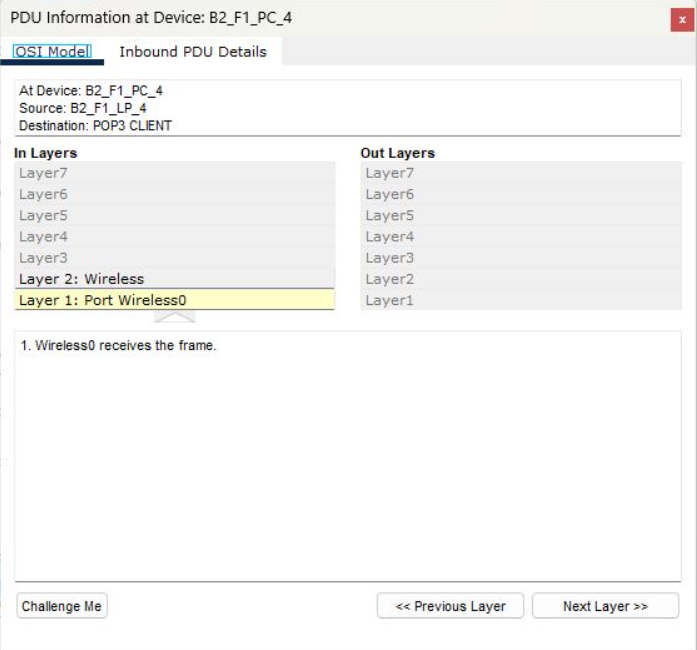 PDU Information at Device: B2_F1_PC_4
x
OSI Model Inbound PDU Details
At Device: B2_F1_PC_4
Source: B2_F1_LP_4
Destination: POP3 CLIENT
In Layers
Layer7
Layer6
Layer5
Layer4
Layer3
Layer 2: Wireless
Layer 1: Port Wireless0
Out Layers
Layer7
Layer6
Layer5
Layer4
Layer3
Layer2
Layer1
1. Wireless0 receives the frame.
Challenge Me
<< Previous Layer
Next Layer >>